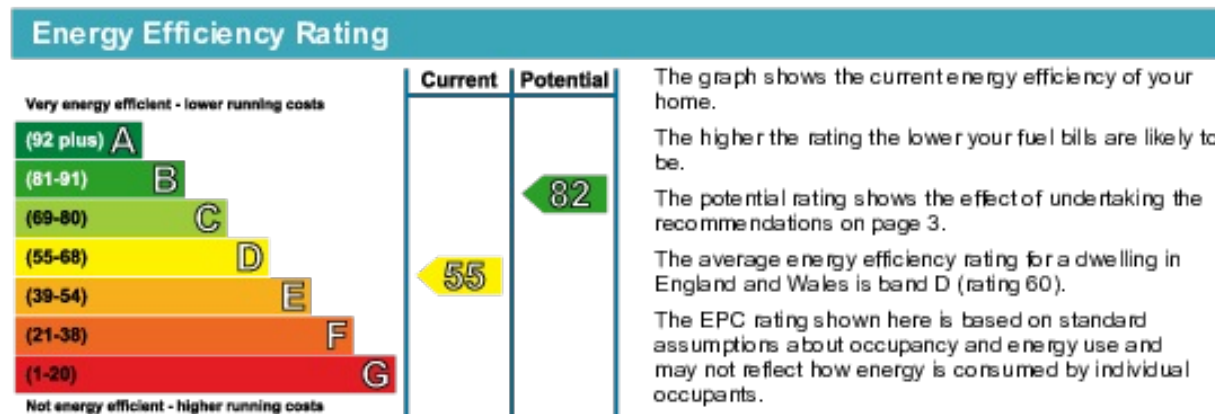 Energy Efficiency Rating
Current Potential
Very energy efficient - lower running costs
(92 plus) A
(81-91) B
(69-80) C
(55-68) D
(39-54) E
(21-38) F
(1-20) G
Not energy efficient - higher running costs
55
82
The graph shows the current energy efficiency of your
home.
The higher the rating the lower your fuel bills are likely to
be.
The potential rating shows the effect of undertaking the
recommendations on page 3.
The average energy efficiency rating for a dwelling in
England and Wales is band D (rating 60).
The EPC rating shown here is based on standard
assumptions about occupancy and energy use and
may not reflect how energy is consumed by individual
occupants.